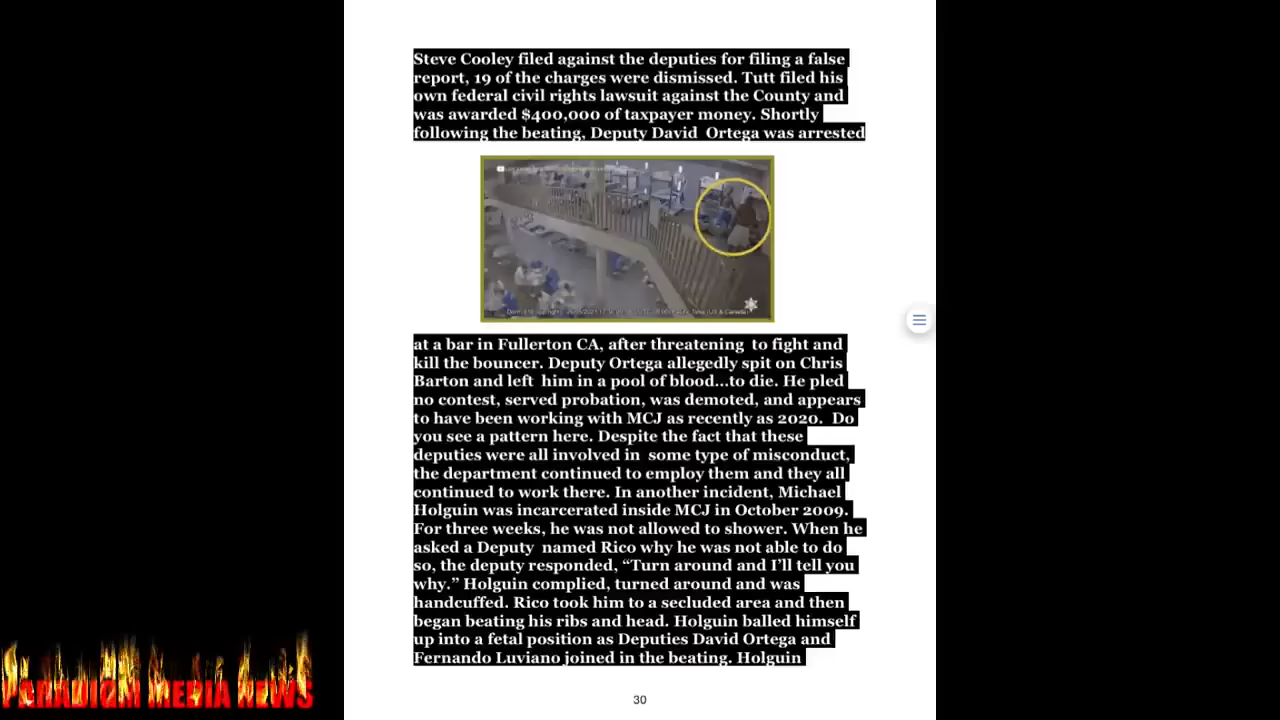 Steve Cooley filed against the deputies for filing a false
report, 19 of the charges were dismissed. Tutt filed his
own federal civil rights lawsuit against the County and
was awarded $400,000 of taxpayer money. Shortly
following the beating, Deputy David  Ortega was arrested
at a bar in Fullerton CA, after threatening  to fight and
kill the bouncer. Deputy Ortega allegedly spit on Chris
Barton and left  him in a pool of blood...to die. He pled
no contest, served probation, was demoted, and appears
to have been working with MCJ as recently as 2020.  Do
you see a pattern here. Despite the fact that these
deputies were all involved in  some type of misconduct,
the department continued to employ them and they all
continued to work there. In another incident, Michael
Holguin was incarcerated inside MCJ in October 2009.
For three weeks, he was not allowed to shower. When he
asked a Deputy  named Rico why he was not able to do
so, the deputy responded, “Turn around and I’ll tell you
why.” Holguin complied, turned around and was
handcuffed. Rico took him to a secluded area and then
began beating his ribs and head. Holguin balled himself
up into a fetal position as Deputies David Ortega and
Fernando Luviano joined in the beating. Holguin
30
PARADIGM MEDIA NEWS